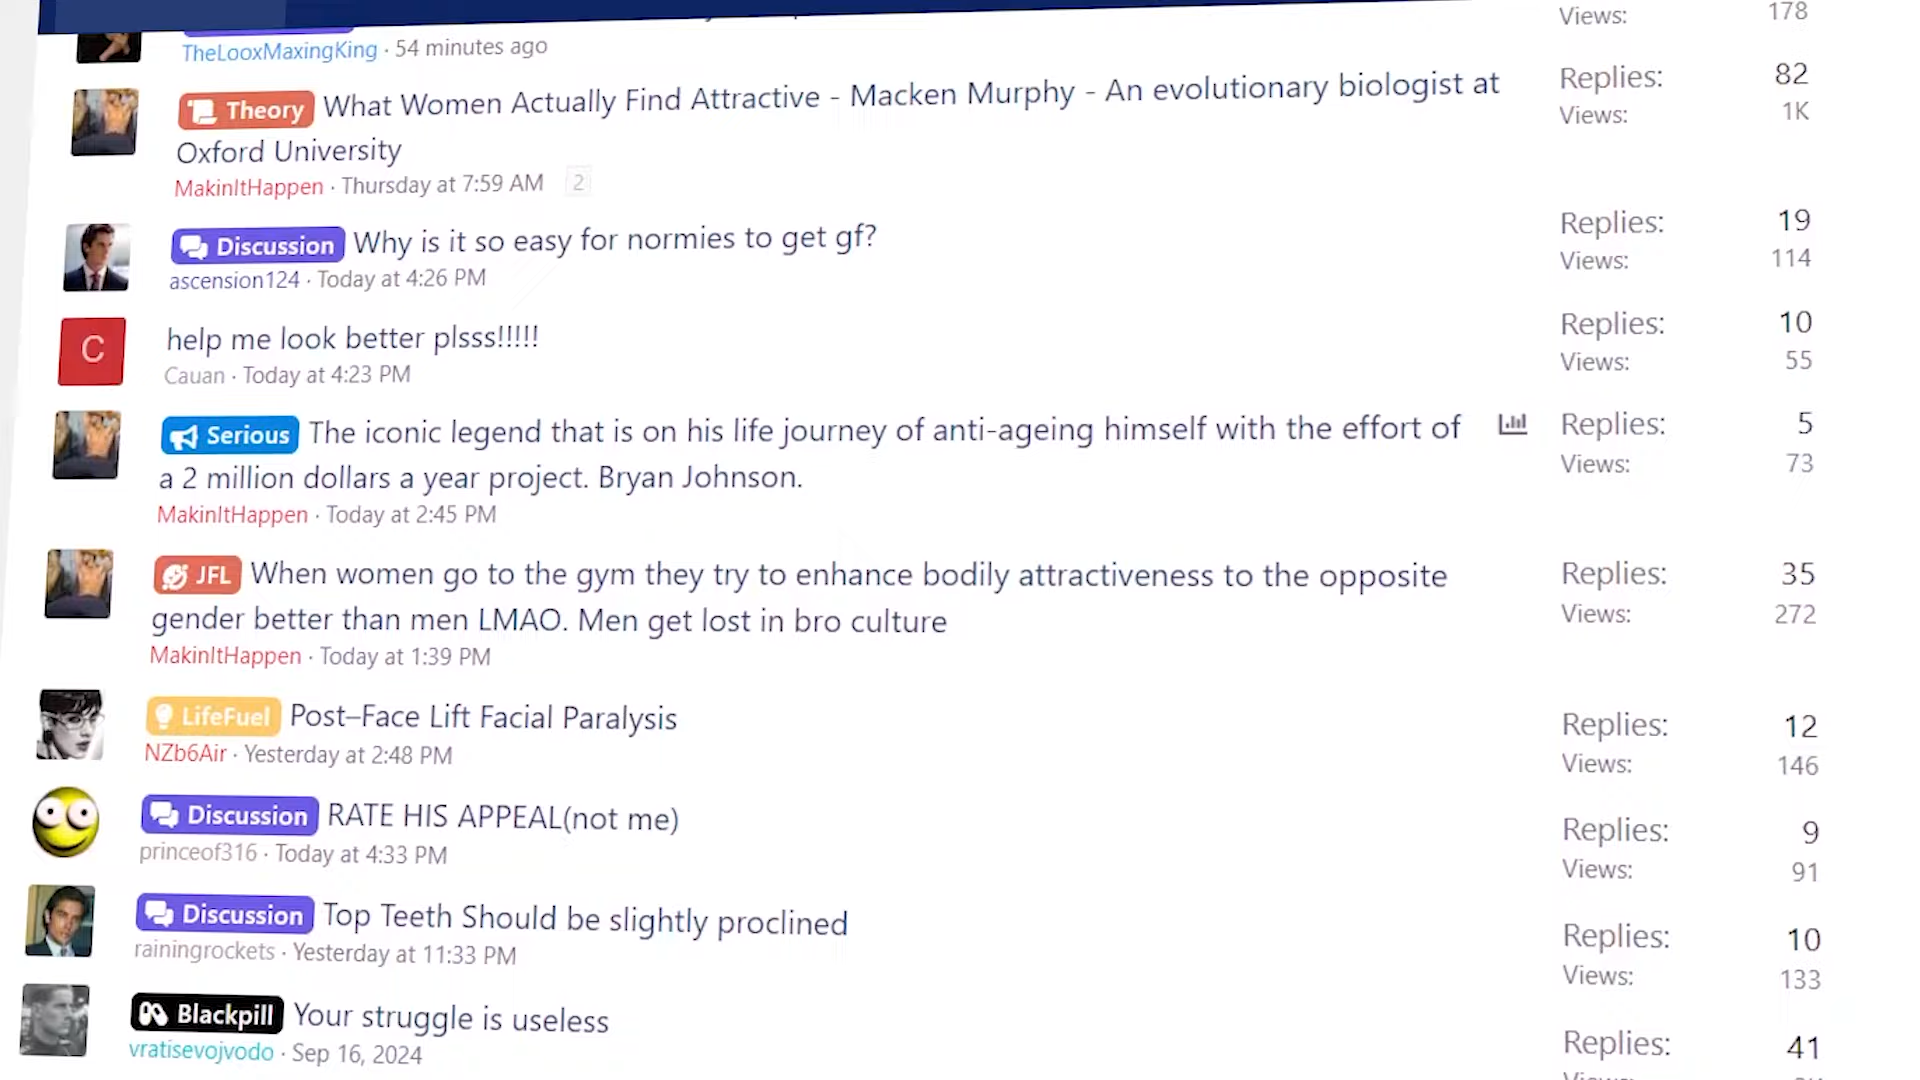 Views: 178
TheLooxMaxingKing · 54 minutes ago
Theory What Women Actually Find Attractive - Macken Murphy - An evolutionary biologist at
Oxford University
MakinItHappen · Thursday at 7:59 AM 2
Replies: 82
Views: 1K
Discussion Why is it so easy for normies to get gf?
ascension124 · Today at 4:26 PM
Replies: 19
Views: 114
C
help me look better plsss!!!!!
Cauan · Today at 4:23 PM
Replies: 10
Views: 55
Serious The iconic legend that is on his life journey of anti-ageing himself with the effort of
a 2 million dollars a year project. Bryan Johnson.
MakinItHappen · Today at 2:45 PM
Replies: 5
Views: 73
JFL When women go to the gym they try to enhance bodily attractiveness to the opposite
gender better than men LMAO. Men get lost in bro culture
MakinItHappen · Today at 1:39 PM
Replies: 35
Views: 272
LifeFuel Post–Face Lift Facial Paralysis
NZb6Air · Yesterday at 2:48 PM
Replies: 12
Views: 146
Discussion RATE HIS APPEAL(not me)
princeof316 · Today at 4:33 PM
Replies: 9
Views: 91
Discussion Top Teeth Should be slightly proclined
rainingrockets · Yesterday at 11:33 PM
Replies: 10
Views: 133
Blackpill Your struggle is useless
vratisevojvodo · Sep 16, 2024
Replies: 41